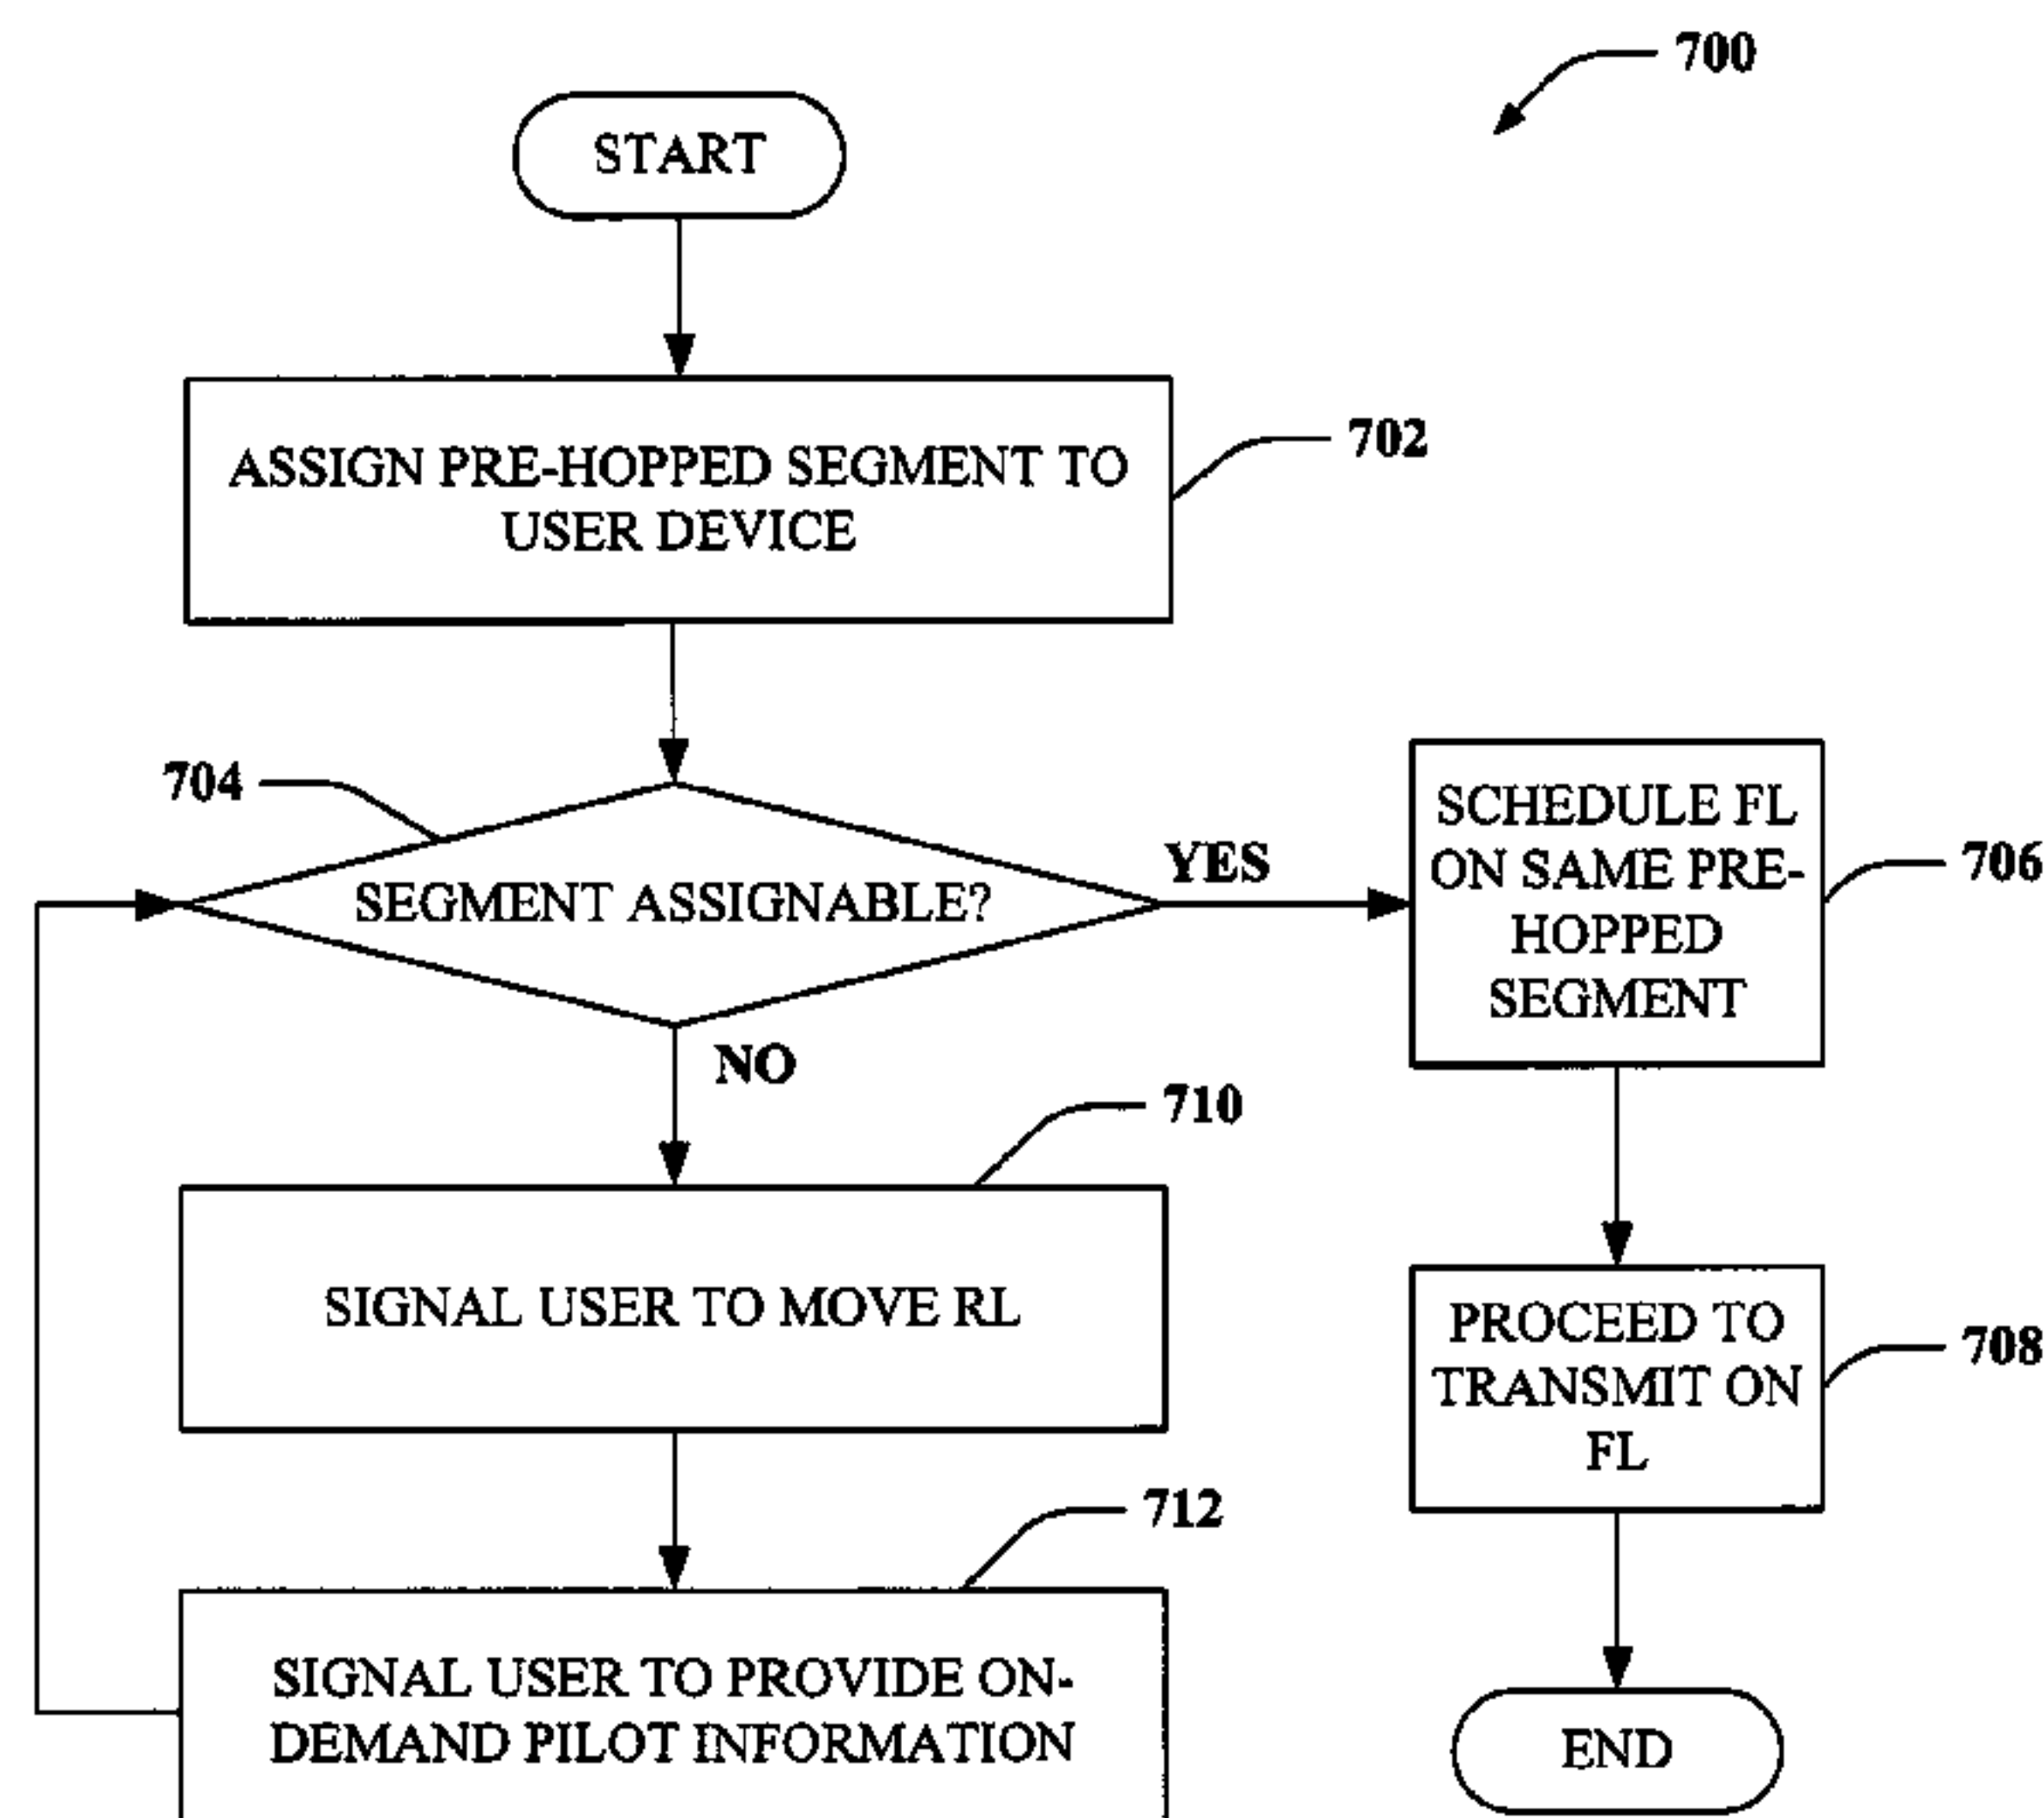 700
START
ASSIGN PRE-HOPPED SEGMENT TO
USER DEVICE
702
704
SEGMENT ASSIGNABLE?
YES
NO
SCHEDULE FL
ON SAME PRE-
HOPPED
SEGMENT
706
710
SIGNAL USER TO MOVE RL
PROCEED TO
TRANSMIT ON
FL
708
712
SIGNAL USER TO PROVIDE ON-
DEMAND PILOT INFORMATION
END